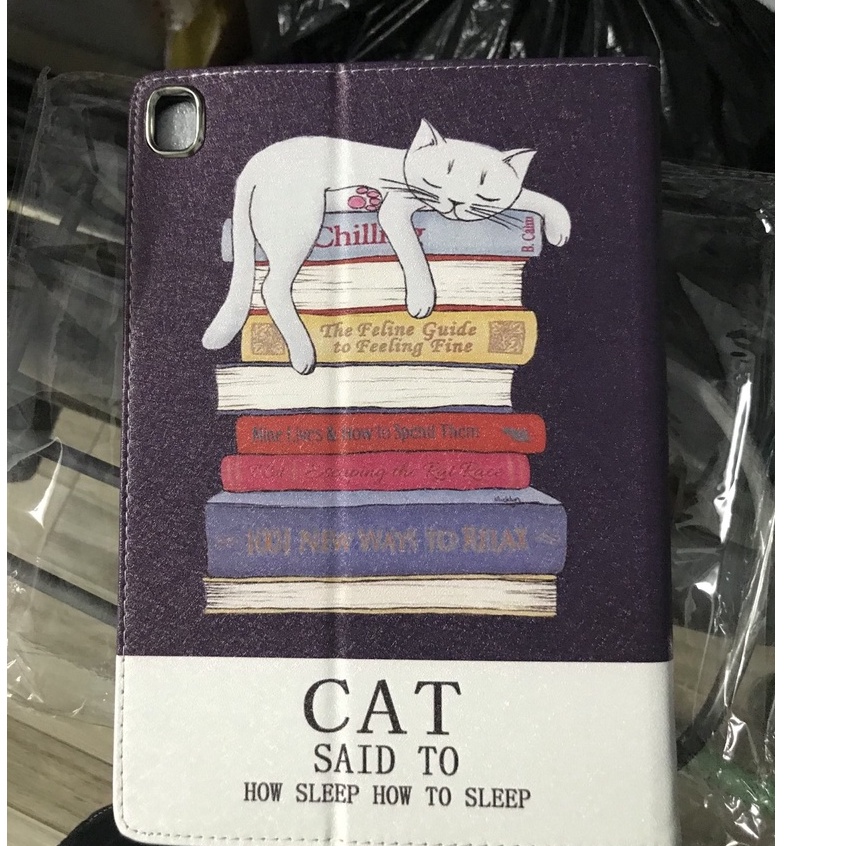 Chilling
B. Calm
The Feline Guide
to Feeling Fine
Nine Lives & How to Spend Them
Escaping the Rat Race
1001 NEW WAYS TO RELAX
CAT
SAID TO
HOW SLEEP HOW TO SLEEP